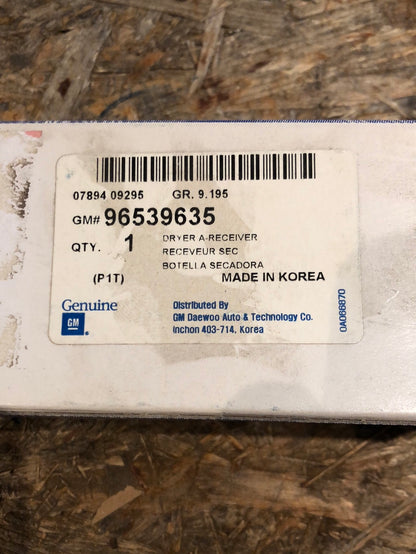 07894 09295 GR. 9.195
GM# 96539635
QTY. 1 DRYER A-RECEIVER
RECEVEUR SEC
BOTELLA SECADORA
(P1T) MADE IN KOREA
Genuine
GM
Distributed By
GM Daewoo Auto & Technology Co.
Inchon 403-714, Korea
0A088870